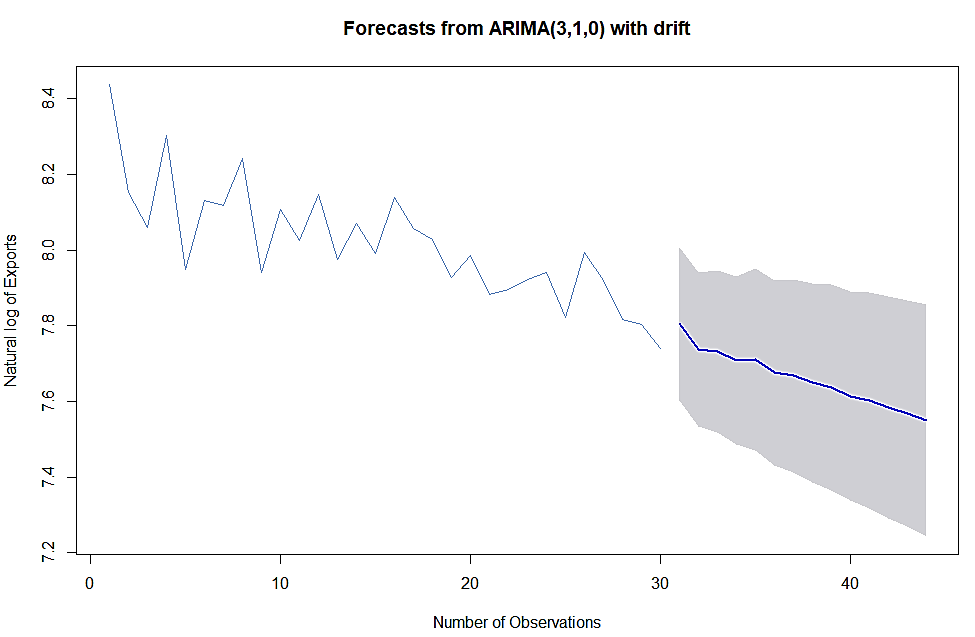 Forecasts from ARIMA(3,1,0) with drift
Natural log of Exports
8.4
8.2
8.0
7.8
7.6
7.4
7.2
0 10 20 30 40
Number of Observations